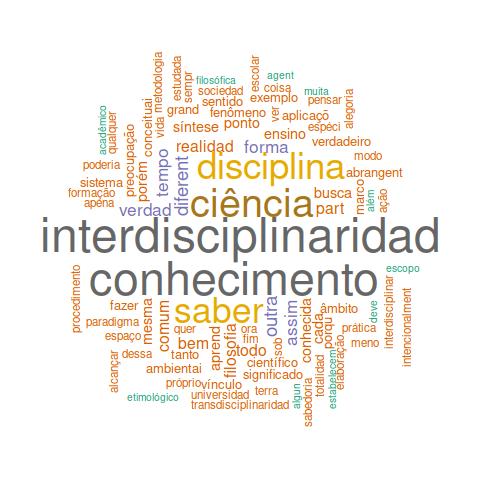 metodologia
estudada
sempr
filosófica
sociedad
escolar
agent
coisa
muita
exemplo
pensar
alegoria
acadêmico
qualquer
preocupação
porém
conceituai
vida
grand
sentido
fenômeno
ver
aplicaçõ
síntese
ponto
ensino
espéci
verdadeiro
realidad
forma
modo
poderia
sistema
formação
apena
tempo
diferent
disciplina
abrangent
verdad
ciência
busca
part
marco
além
ação
interdisciplinaridad
conhecimento
escopo
procedimento
fazer
paradigma
espaço
alcançar
dessa
mesma
comum
saber
quer
bem
tanto
ambientai
aprend
filosofia
ora
fim
todo
outra
sob
assim
conhecida
cada
porqu
âmbito
prática
deve
meno
interdisciplinar
intencionalment
científico
significado
próprio
vínculo
terra
etimológico
universidad
transdisciplinaridad
algun
sabedoria
totalidad
estabelecem
elaboração